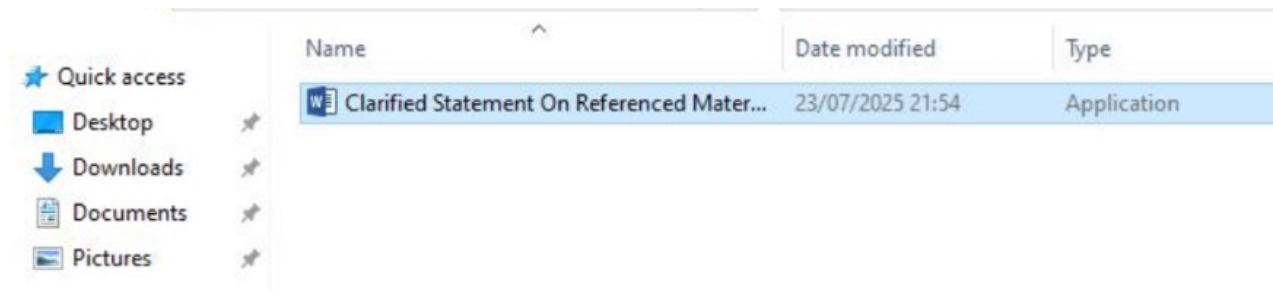 Name Date modified Type
Quick access
Clarified Statement On Referenced Mater... 23/07/2025 21:54 Application
Desktop
Downloads
Documents
Pictures